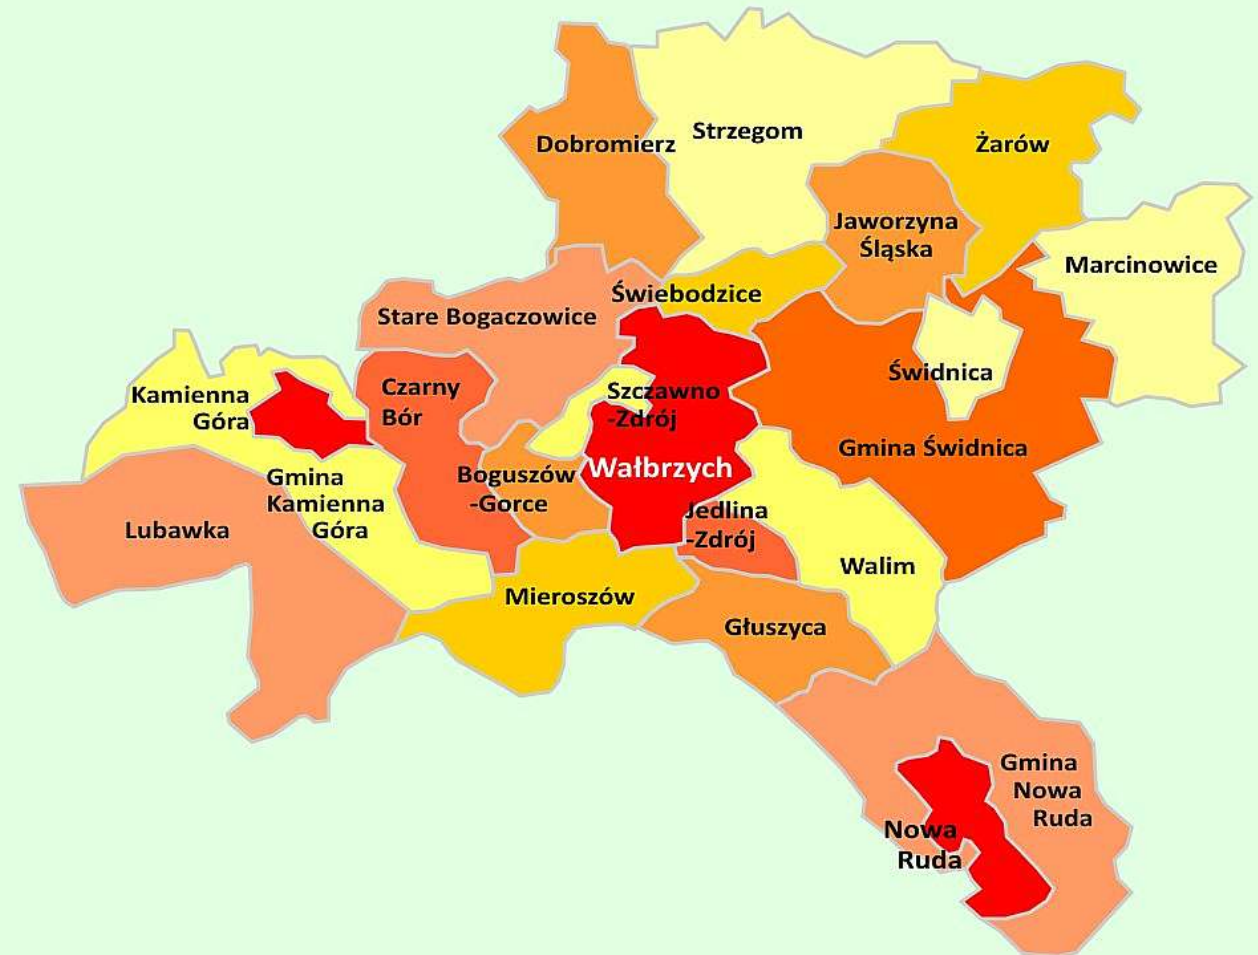 Strzegom
Dobromierz
Żarów
Jaworzyna
Śląska
Marcinowice
Świebodzice
Stare Bogaczowice
Świdnica
Kamienna
Góra
Czarny
Bór
Szczawno
-Zdrój
Gmina Świdnica
Wałbrzych
Boguszów
-Gorce
Gmina
Kamienna
Góra
Jedlina
-Zdrój
Lubawka
Walim
Mieroszów
Głuszyca
Gmina
Nowa
Ruda
Nowa
Ruda